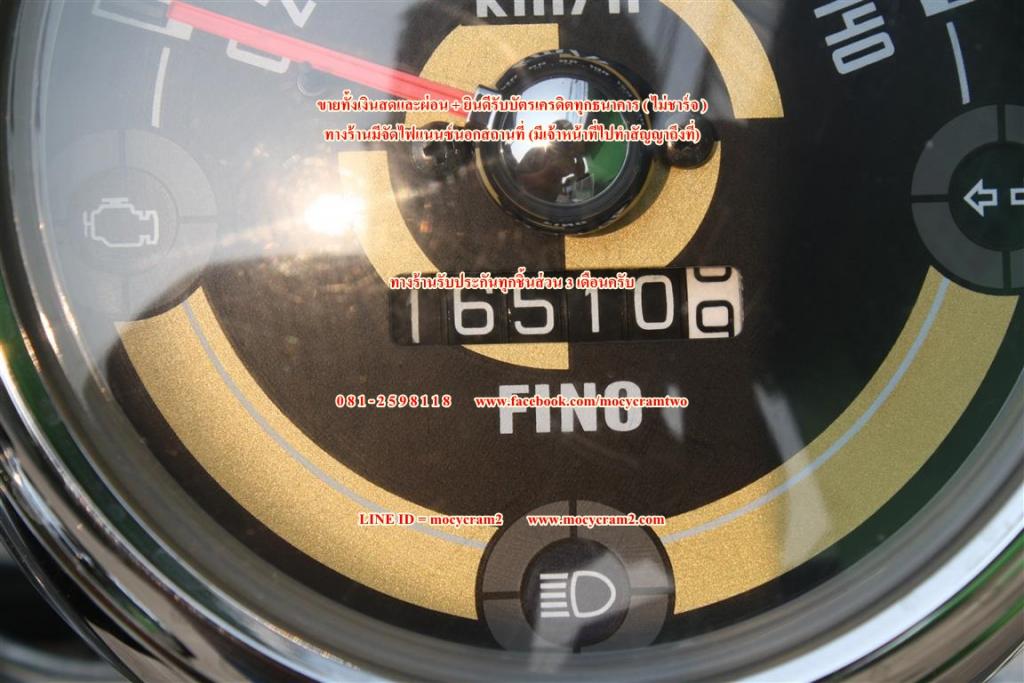 km/h
ขายทั้งเงินสดและผ่อน + ยินดีรับบัตรเครดิตทุกธนาคาร ( ไม่ชาร์จ )
ทางร้านมีจัดไฟแนนซ์นอกสถานที่ (มีเจ้าหน้าที่ไปทำสัญญาถึงที่)
ทางร้านรับประกันทุกชิ้นส่วน 3 เดือนครับ
16510
081-2598118 www.facebook.com/mocycramtwo
FINO
LINE ID = mocycram2 www.mocycram2.com